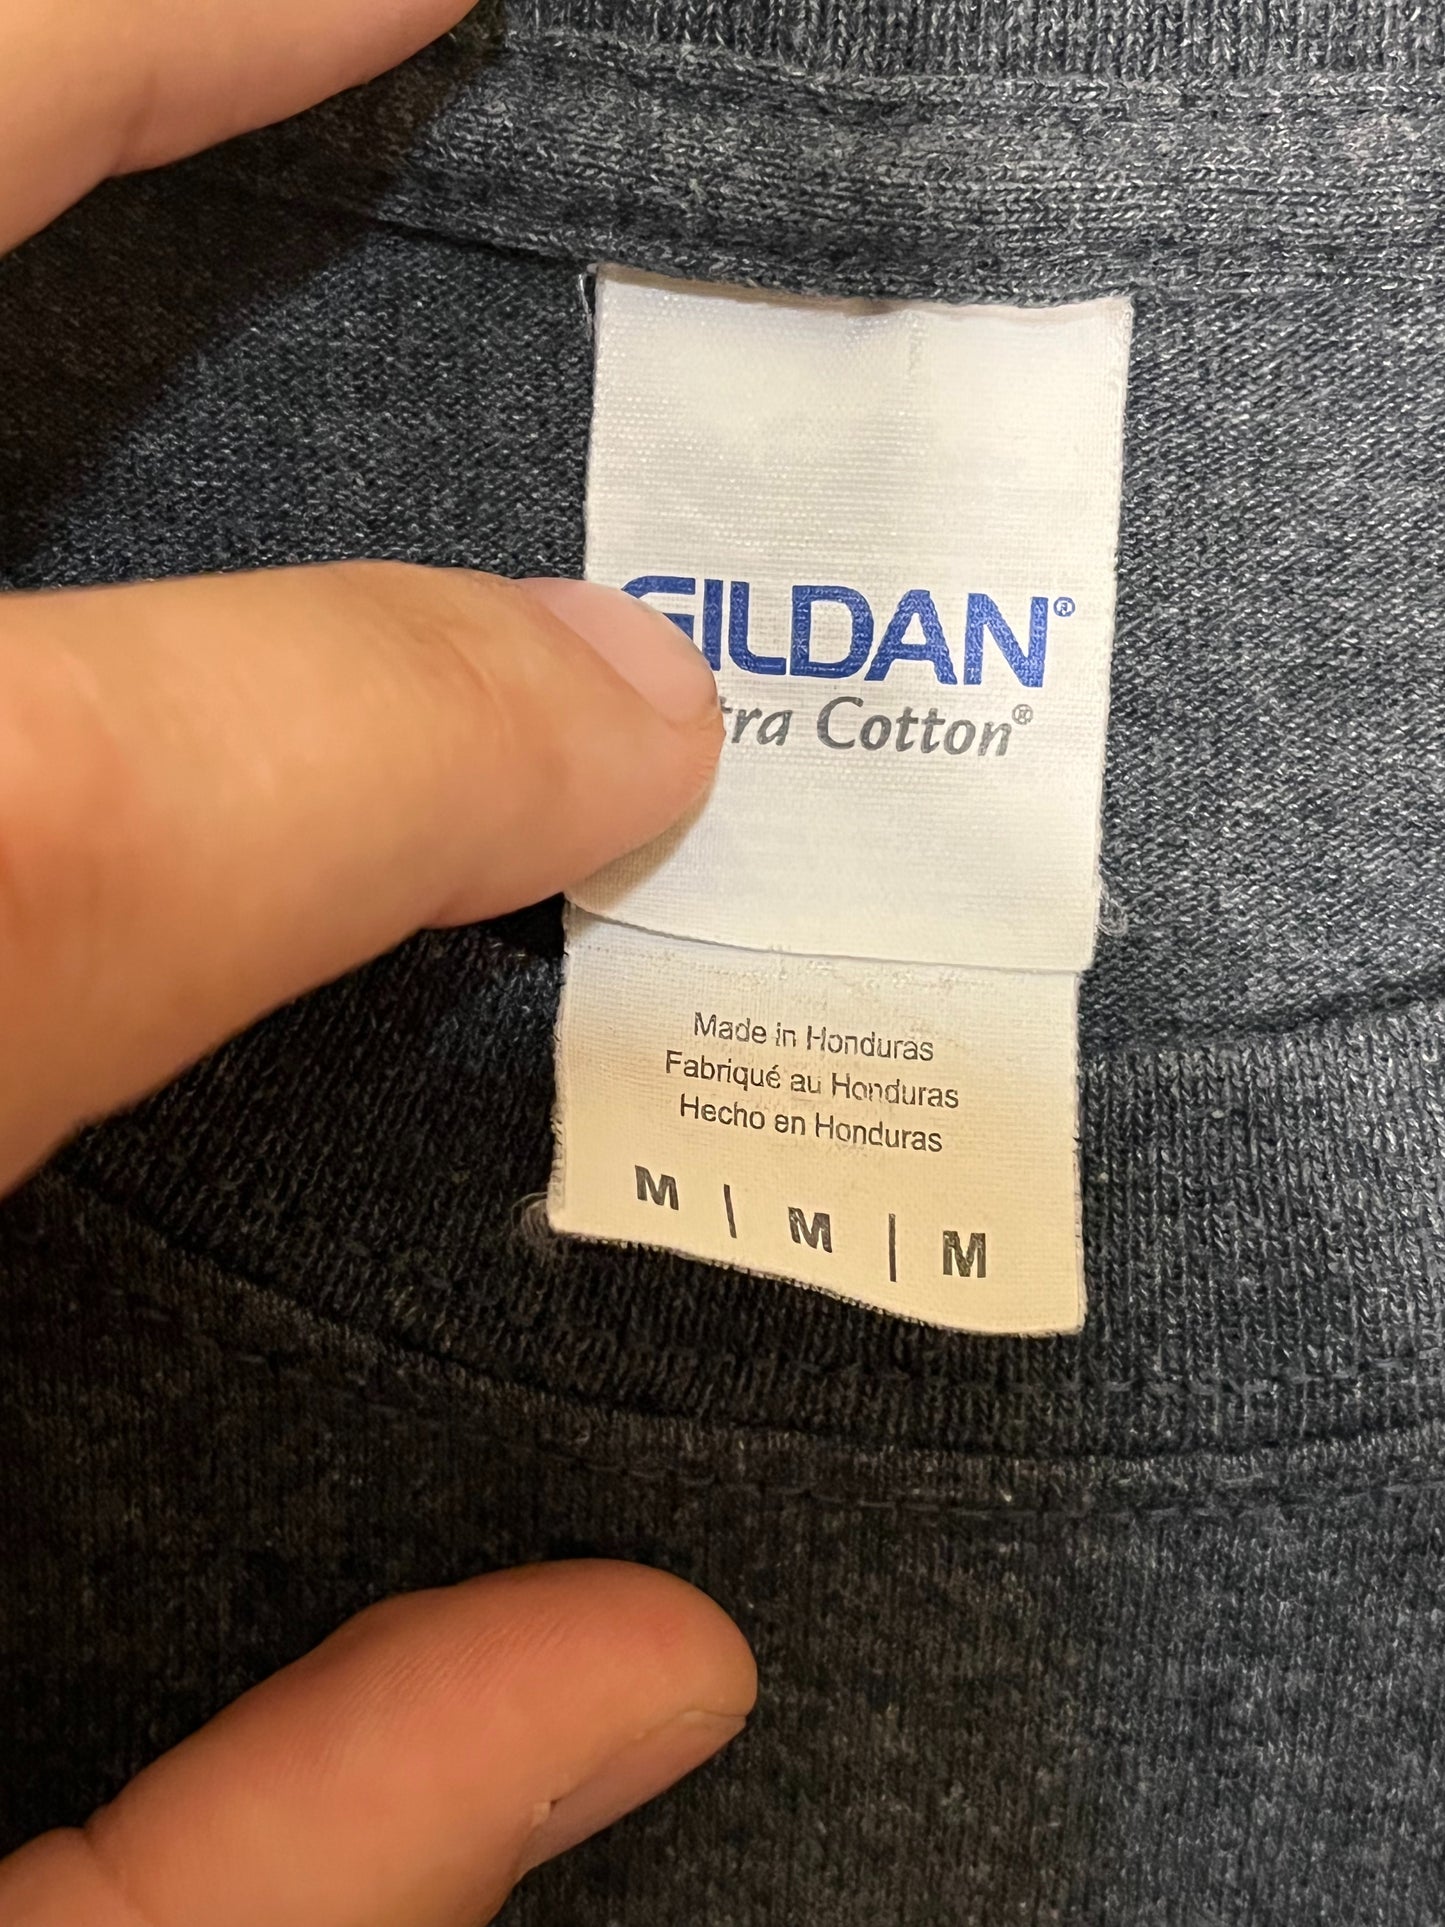 GILDAN®
tra Cotton®
Made in Honduras
Fabriqué au Honduras
Hecho en Honduras
M | M | M